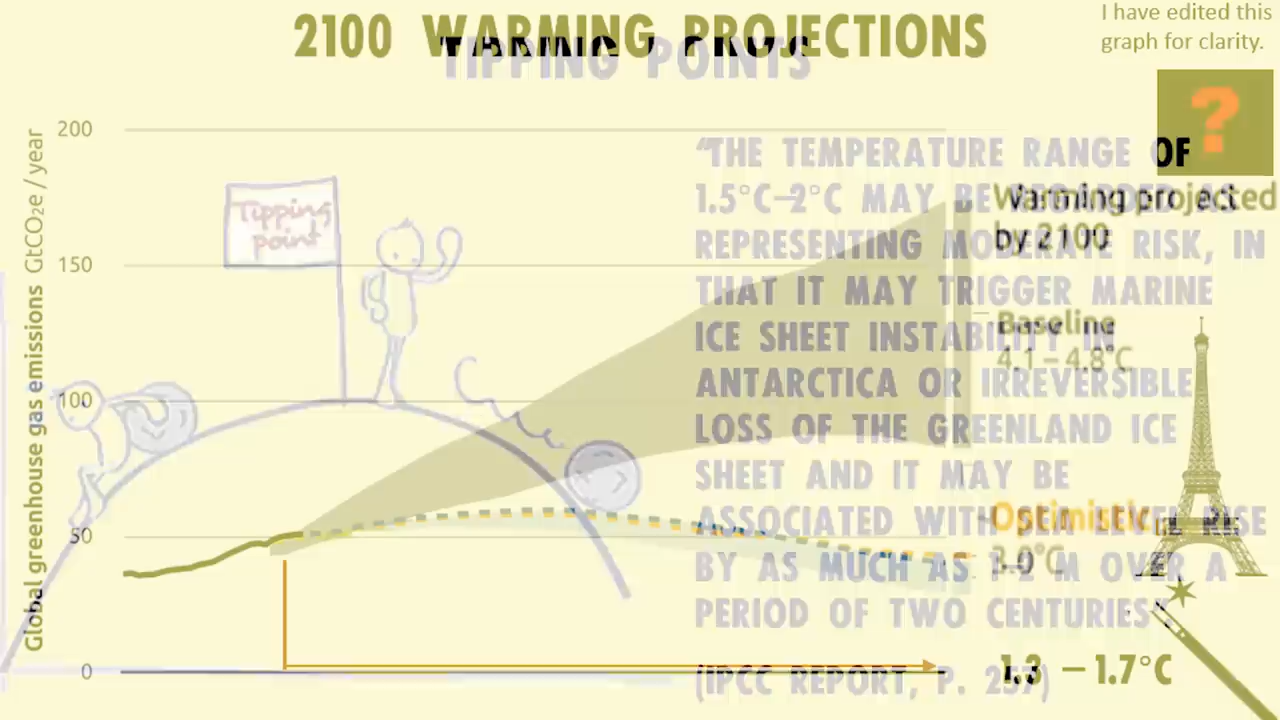 2100 WARMING PROJECTIONS
TIPPING POINTS
I have edited this
graph for clarity.
?
Global greenhouse gas emissions GtCO₂e / year
200
150
100
50
0
Tipping
point
"THE TEMPERATURE RANGE OF
1.5°C–2°C MAY BE REGARDED AS
REPRESENTING MODERATE RISK, IN
THAT IT MAY TRIGGER MARINE
ICE SHEET INSTABILITY IN
ANTARCTICA OR IRREVERSIBLE
LOSS OF THE GREENLAND ICE
SHEET AND IT MAY BE
ASSOCIATED WITH SEA LEVEL RISE
BY AS MUCH AS 1–2 M OVER A
PERIOD OF TWO CENTURIES"
(IPCC REPORT, P. 257)
Warming projected
by 2100
Baseline
4.1 – 4.8°C
Optimistic
3.0°C
1.3 – 1.7°C